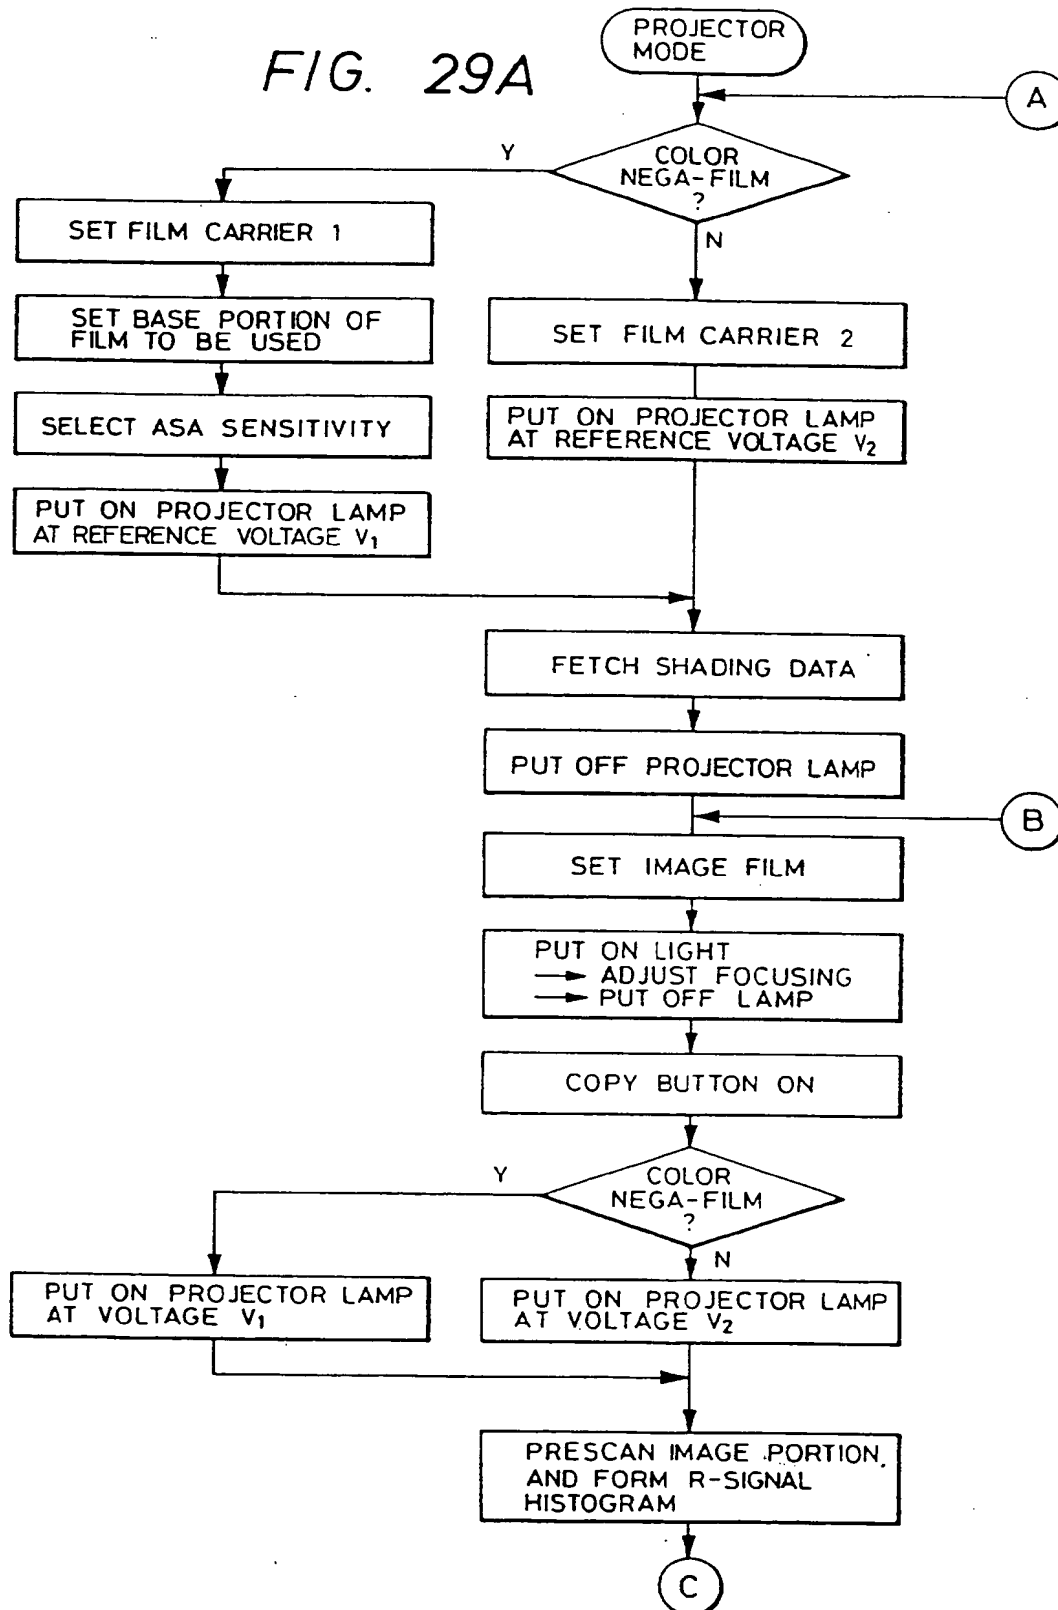 FIG. 29A
PROJECTOR
MODE
A
COLOR
NEGA-FILM
?
Y
N
SET FILM CARRIER 1
SET BASE PORTION OF
FILM TO BE USED
SELECT ASA SENSITIVITY
PUT ON PROJECTOR LAMP
AT REFERENCE VOLTAGE V1
SET FILM CARRIER 2
PUT ON PROJECTOR LAMP
AT REFERENCE VOLTAGE V2
FETCH SHADING DATA
PUT OFF PROJECTOR LAMP
B
SET IMAGE FILM
PUT ON LIGHT
→ ADJUST FOCUSING
→ PUT OFF LAMP
COPY BUTTON ON
COLOR
NEGA-FILM
?
Y
N
PUT ON PROJECTOR LAMP
AT VOLTAGE V1
PUT ON PROJECTOR LAMP
AT VOLTAGE V2
PRESCAN IMAGE PORTION
AND FORM R-SIGNAL
HISTOGRAM
C